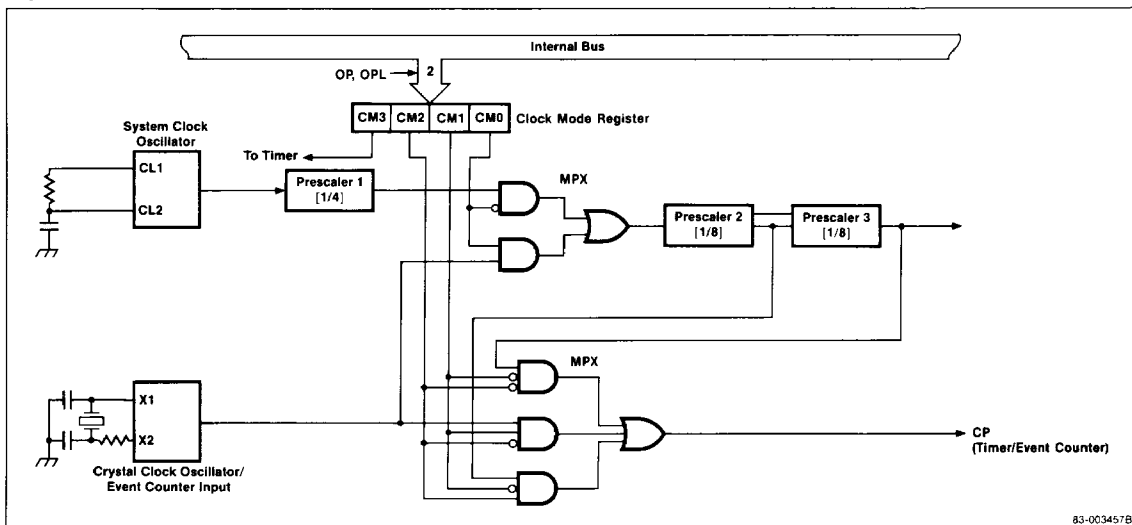 Internal Bus
OP, OPL
2
CM3 CM2 CM1 CM0
Clock Mode Register
System Clock
Oscillator
CL1
CL2
To Timer
Prescaler 1
[1/4]
MPX
Prescaler 2
[1/8]
Prescaler 3
[1/8]
MPX
X1
X2
Crystal Clock Oscillator/
Event Counter Input
CP
(Timer/Event Counter)
83-003457B